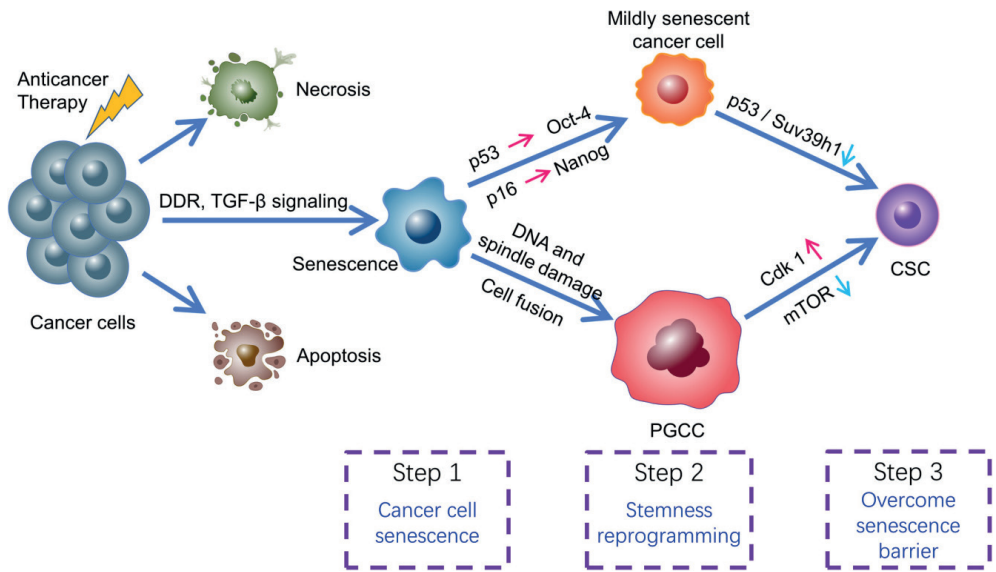 Anticancer
Therapy
Necrosis
Mildly senescent
cancer cell
p53 → Oct-4
p16 → Nanog
p53 / Suv39h1 ↓
DDR, TGF-β signaling
Senescence
DNA and
spindle damage
Cell fusion
Cdk 1 ↑
mTOR ↓
CSC
Cancer cells
Apoptosis
PGCC
Step 1
Cancer cell
senescence
Step 2
Stemness
reprogramming
Step 3
Overcome
senescence
barrier